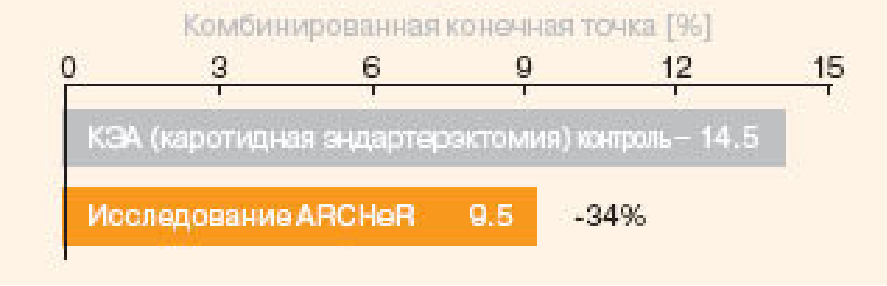 Комбинированная конечная точка [%]
0 3 6 9 12 15
КЭА (каротидная эндартерэктомия) контроль – 14.5
Исследование ARCHeR 9.5 -34%